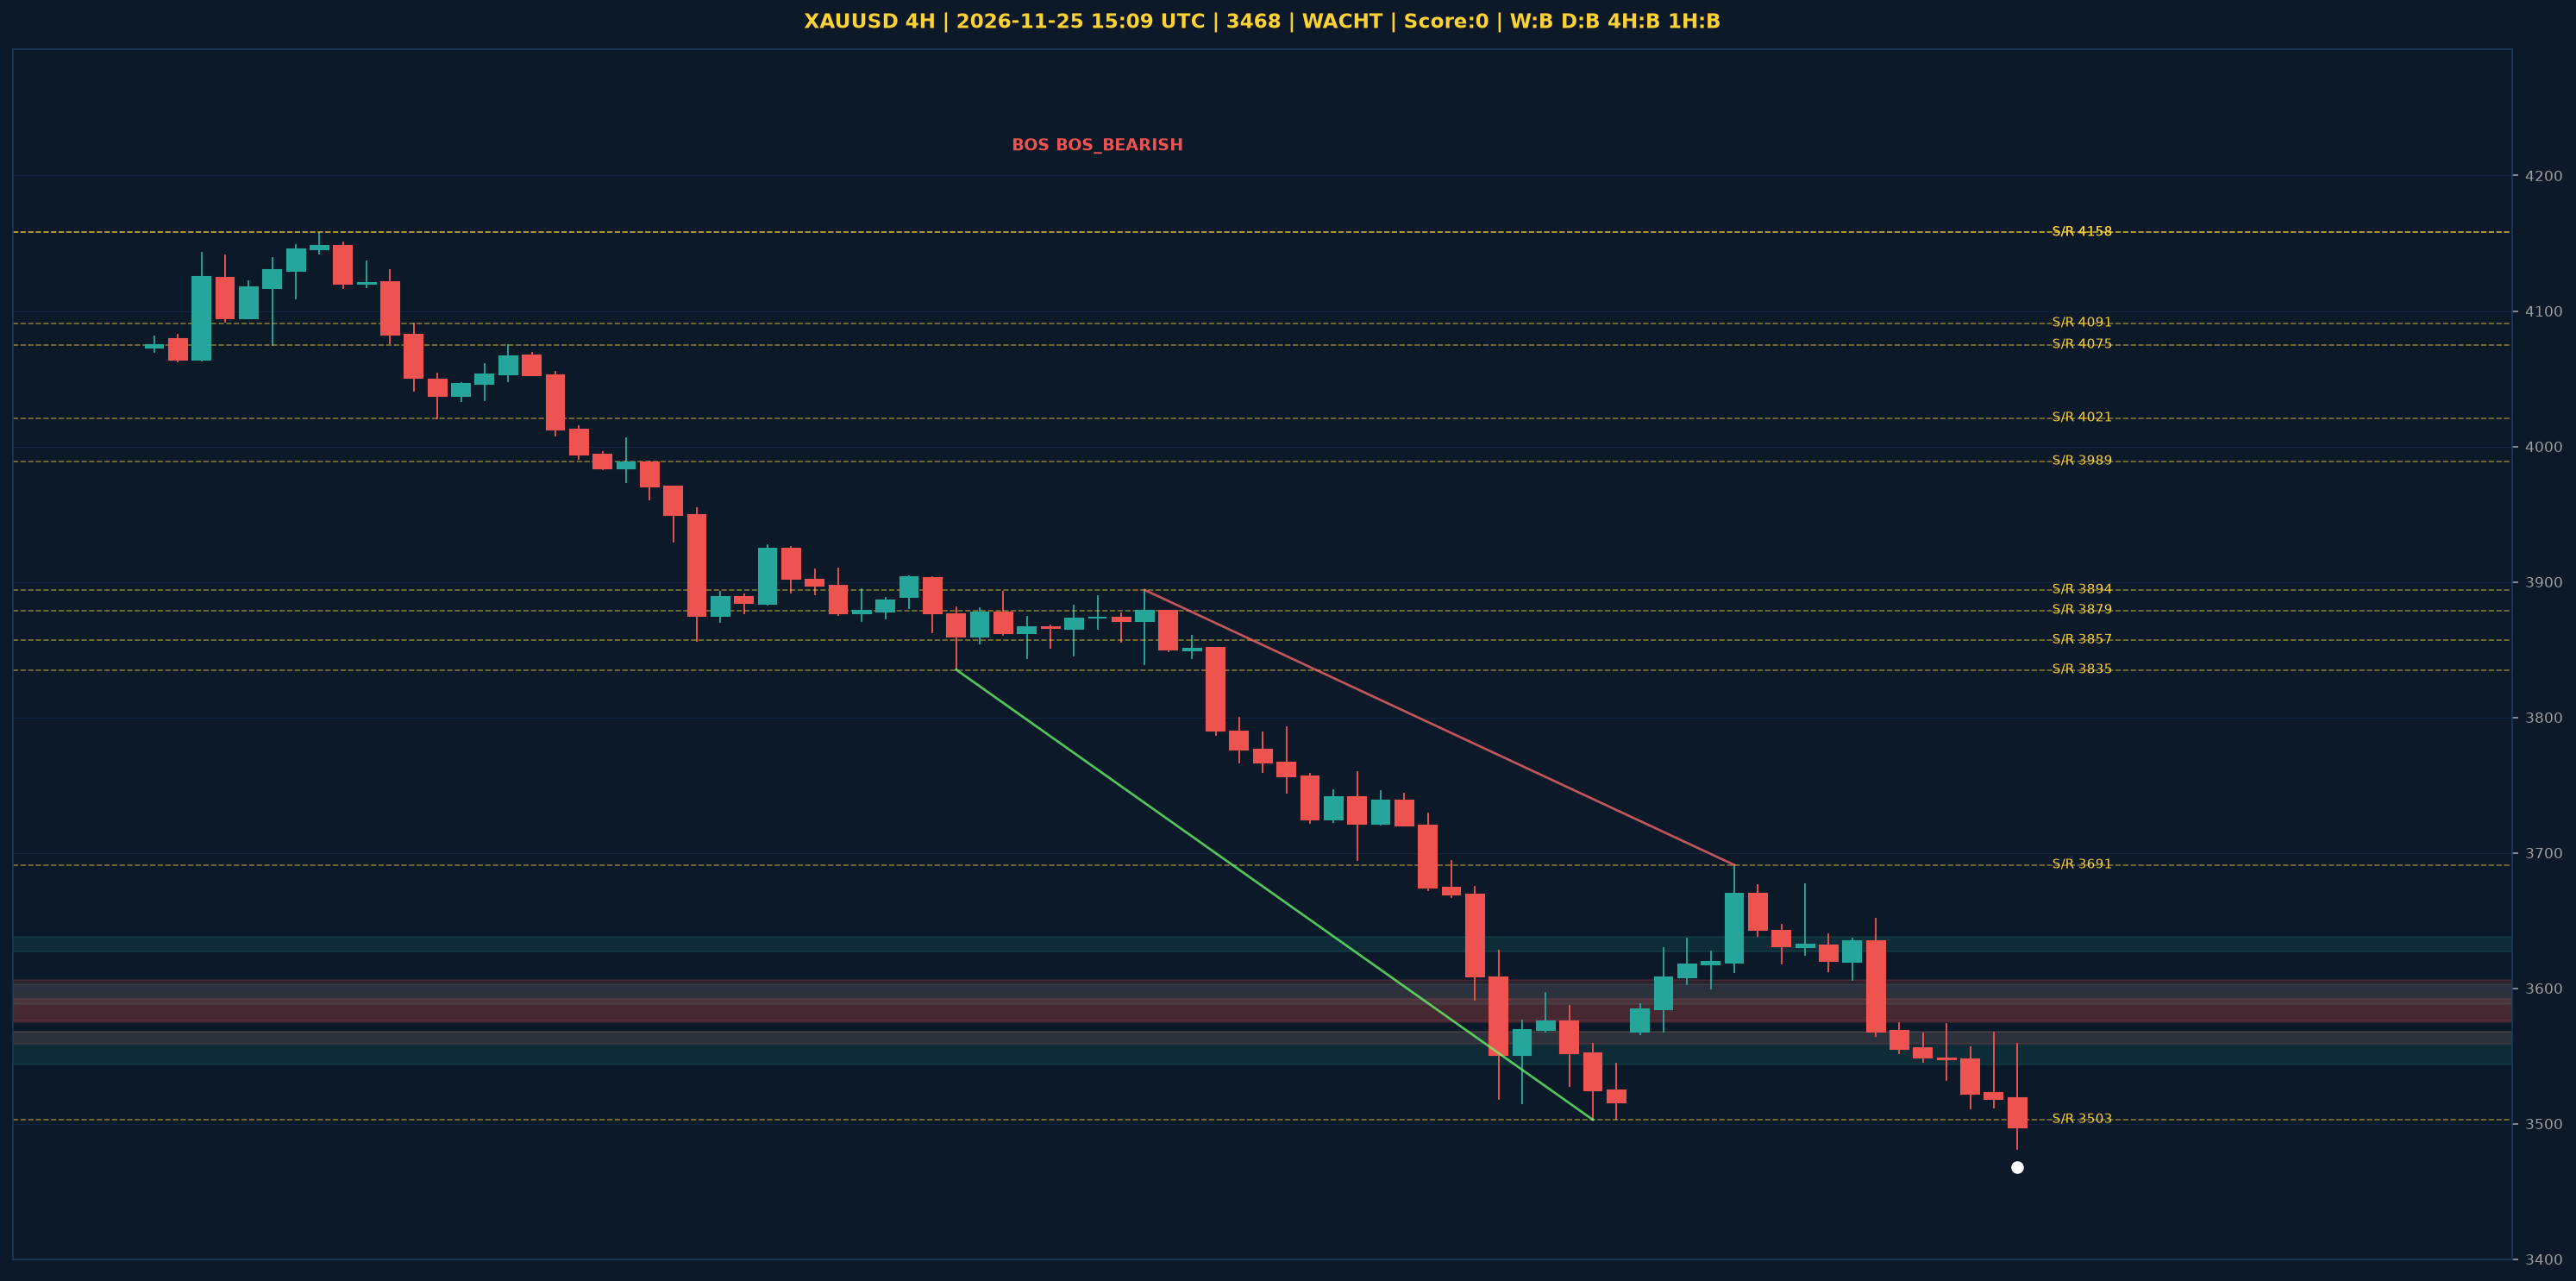 XAUUSD 4H | 2026-11-25 15:09 UTC | 3468 | WACHT | Score:0 | W:B D:B 4H:B 1H:B
BOS BOS_BEARISH
4200
S/R 4158
4100
S/R 4091
S/R 4075
S/R 4021
4000
S/R 3989
3900
S/R 3894
S/R 3879
S/R 3857
S/R 3835
3800
3700
S/R 3691
3600
S/R 3503
3500
3400